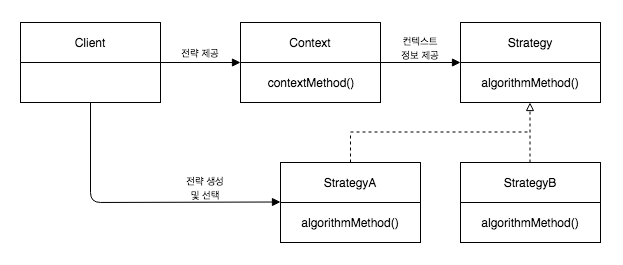 Client
전략 제공
Context
contextMethod()
컨텍스트
정보 제공
Strategy
algorithmMethod()
전략 생성
및 선택
StrategyA
algorithmMethod()
StrategyB
algorithmMethod()